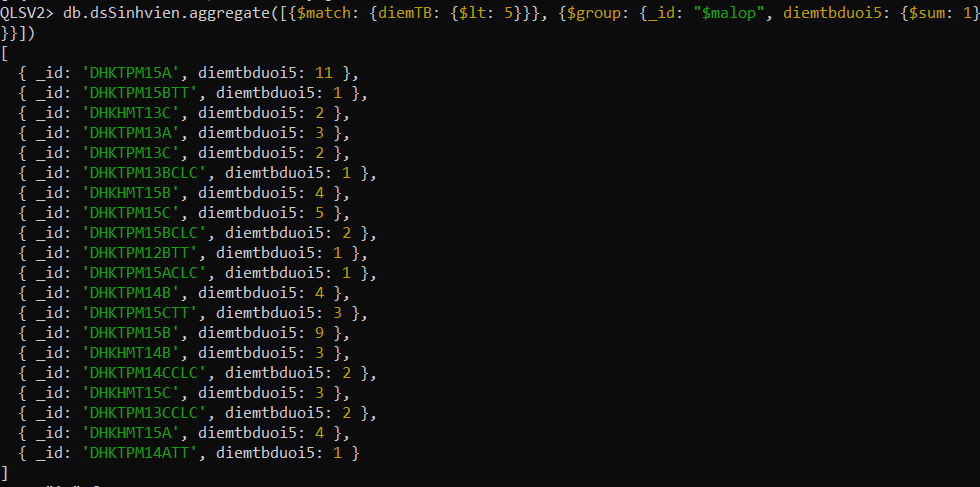 QLSV2> db.dsSinhvien.aggregate([{$match: {diemTB: {$lt: 5}}}, {$group: {_id: "$malop", diemtbduoi5: {$sum: 1}
}}])
[
  { _id: 'DHKTPM15A', diemtbduoi5: 11 },
  { _id: 'DHKTPM15BTT', diemtbduoi5: 1 },
  { _id: 'DHKHMT13C', diemtbduoi5: 2 },
  { _id: 'DHKTPM13A', diemtbduoi5: 3 },
  { _id: 'DHKTPM13C', diemtbduoi5: 2 },
  { _id: 'DHKTPM13BCLC', diemtbduoi5: 1 },
  { _id: 'DHKHMT15B', diemtbduoi5: 4 },
  { _id: 'DHKTPM15C', diemtbduoi5: 5 },
  { _id: 'DHKTPM15BCLC', diemtbduoi5: 2 },
  { _id: 'DHKTPM12BTT', diemtbduoi5: 1 },
  { _id: 'DHKTPM15ACLC', diemtbduoi5: 1 },
  { _id: 'DHKTPM14B', diemtbduoi5: 4 },
  { _id: 'DHKTPM15CTT', diemtbduoi5: 3 },
  { _id: 'DHKTPM15B', diemtbduoi5: 9 },
  { _id: 'DHKHMT14B', diemtbduoi5: 3 },
  { _id: 'DHKTPM14CCLC', diemtbduoi5: 2 },
  { _id: 'DHKHMT15C', diemtbduoi5: 3 },
  { _id: 'DHKTPM13CCLC', diemtbduoi5: 2 },
  { _id: 'DHKHMT15A', diemtbduoi5: 4 },
  { _id: 'DHKTPM14ATT', diemtbduoi5: 1 }
]